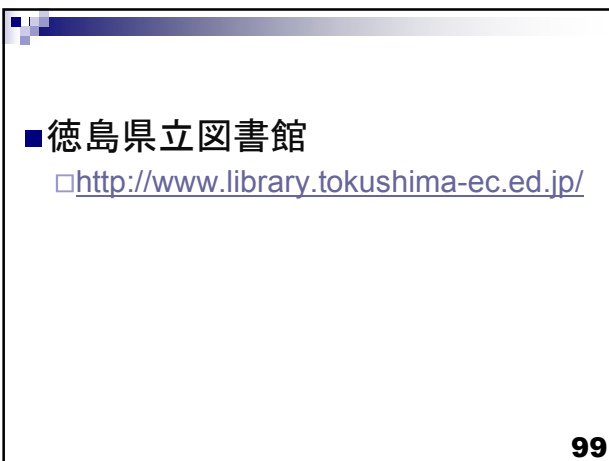 ■徳島県立図書館
□http://www.library.tokushima-ec.ed.jp/
99